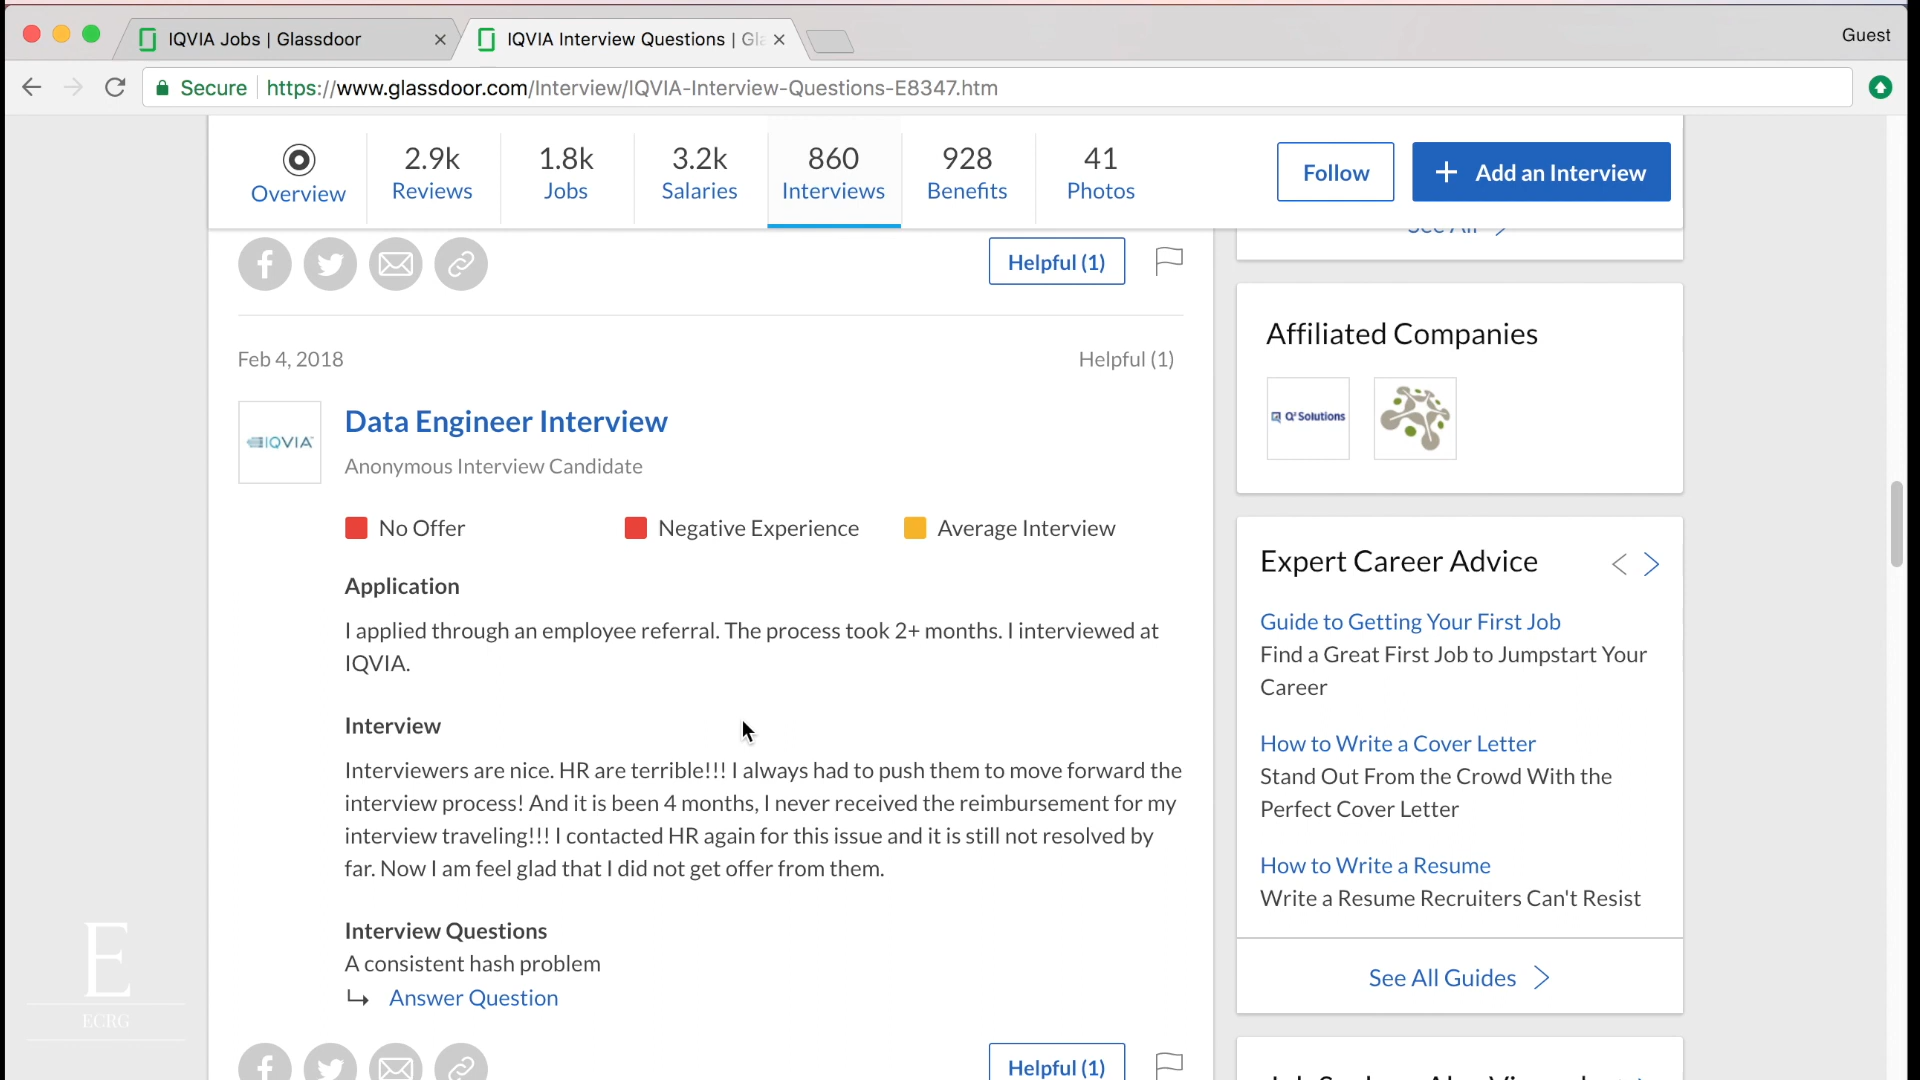 IQVIA Jobs | Glassdoor
IQVIA Interview Questions | Gla
Guest
Secure
https://www.glassdoor.com/Interview/IQVIA-Interview-Questions-E8347.htm
Overview
2.9k
Reviews
1.8k
Jobs
3.2k
Salaries
860
Interviews
928
Benefits
41
Photos
Follow
+ Add an Interview
See All
Helpful (1)
Feb 4, 2018
Helpful (1)
IQVIA
Data Engineer Interview
Anonymous Interview Candidate
No Offer
Negative Experience
Average Interview
Application
I applied through an employee referral. The process took 2+ months. I interviewed at
IQVIA.
Interview
Interviewers are nice. HR are terrible!!! I always had to push them to move forward the
interview process! And it is been 4 months, I never received the reimbursement for my
interview traveling!!! I contacted HR again for this issue and it is still not resolved by
far. Now I am feel glad that I did not get offer from them.
Interview Questions
A consistent hash problem
Answer Question
Helpful (1)
Affiliated Companies
Q² Solutions
Expert Career Advice
Guide to Getting Your First Job
Find a Great First Job to Jumpstart Your
Career
How to Write a Cover Letter
Stand Out From the Crowd With the
Perfect Cover Letter
How to Write a Resume
Write a Resume Recruiters Can't Resist
See All Guides
E
ECRG